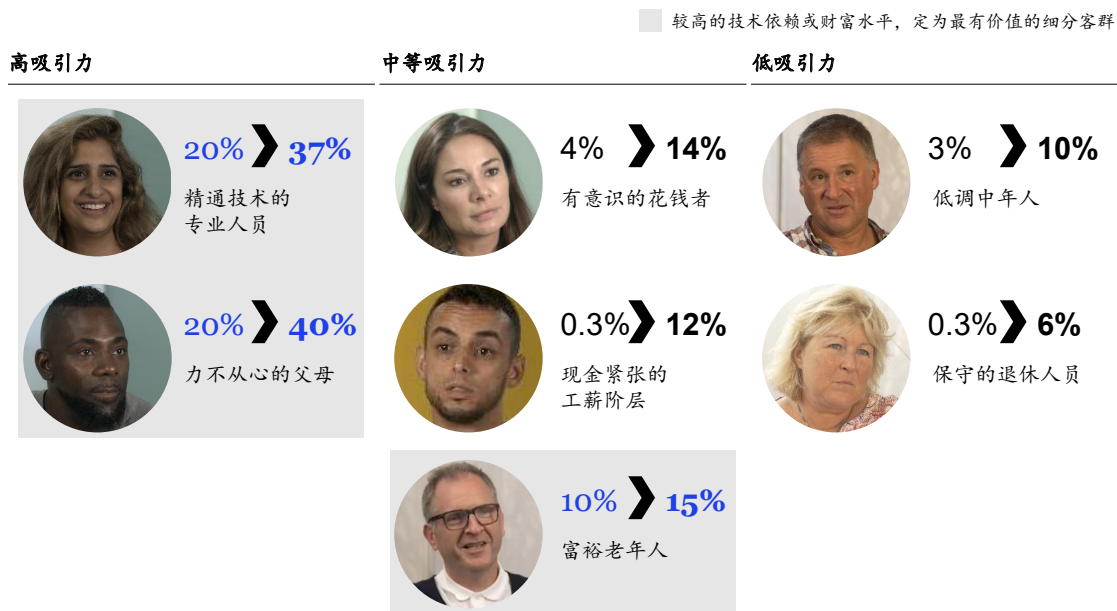 较高的技术依赖或财富水平，定为最有价值的细分客群
高吸引力
20% 37%
精通技术的
专业人员
20% 40%
力不从心的父母
中等吸引力
4% 14%
有意识的花钱者
0.3% 12%
现金紧张的
工薪阶层
10% 15%
富裕老年人
低吸引力
3% 10%
低调中年人
0.3% 6%
保守的退休人员